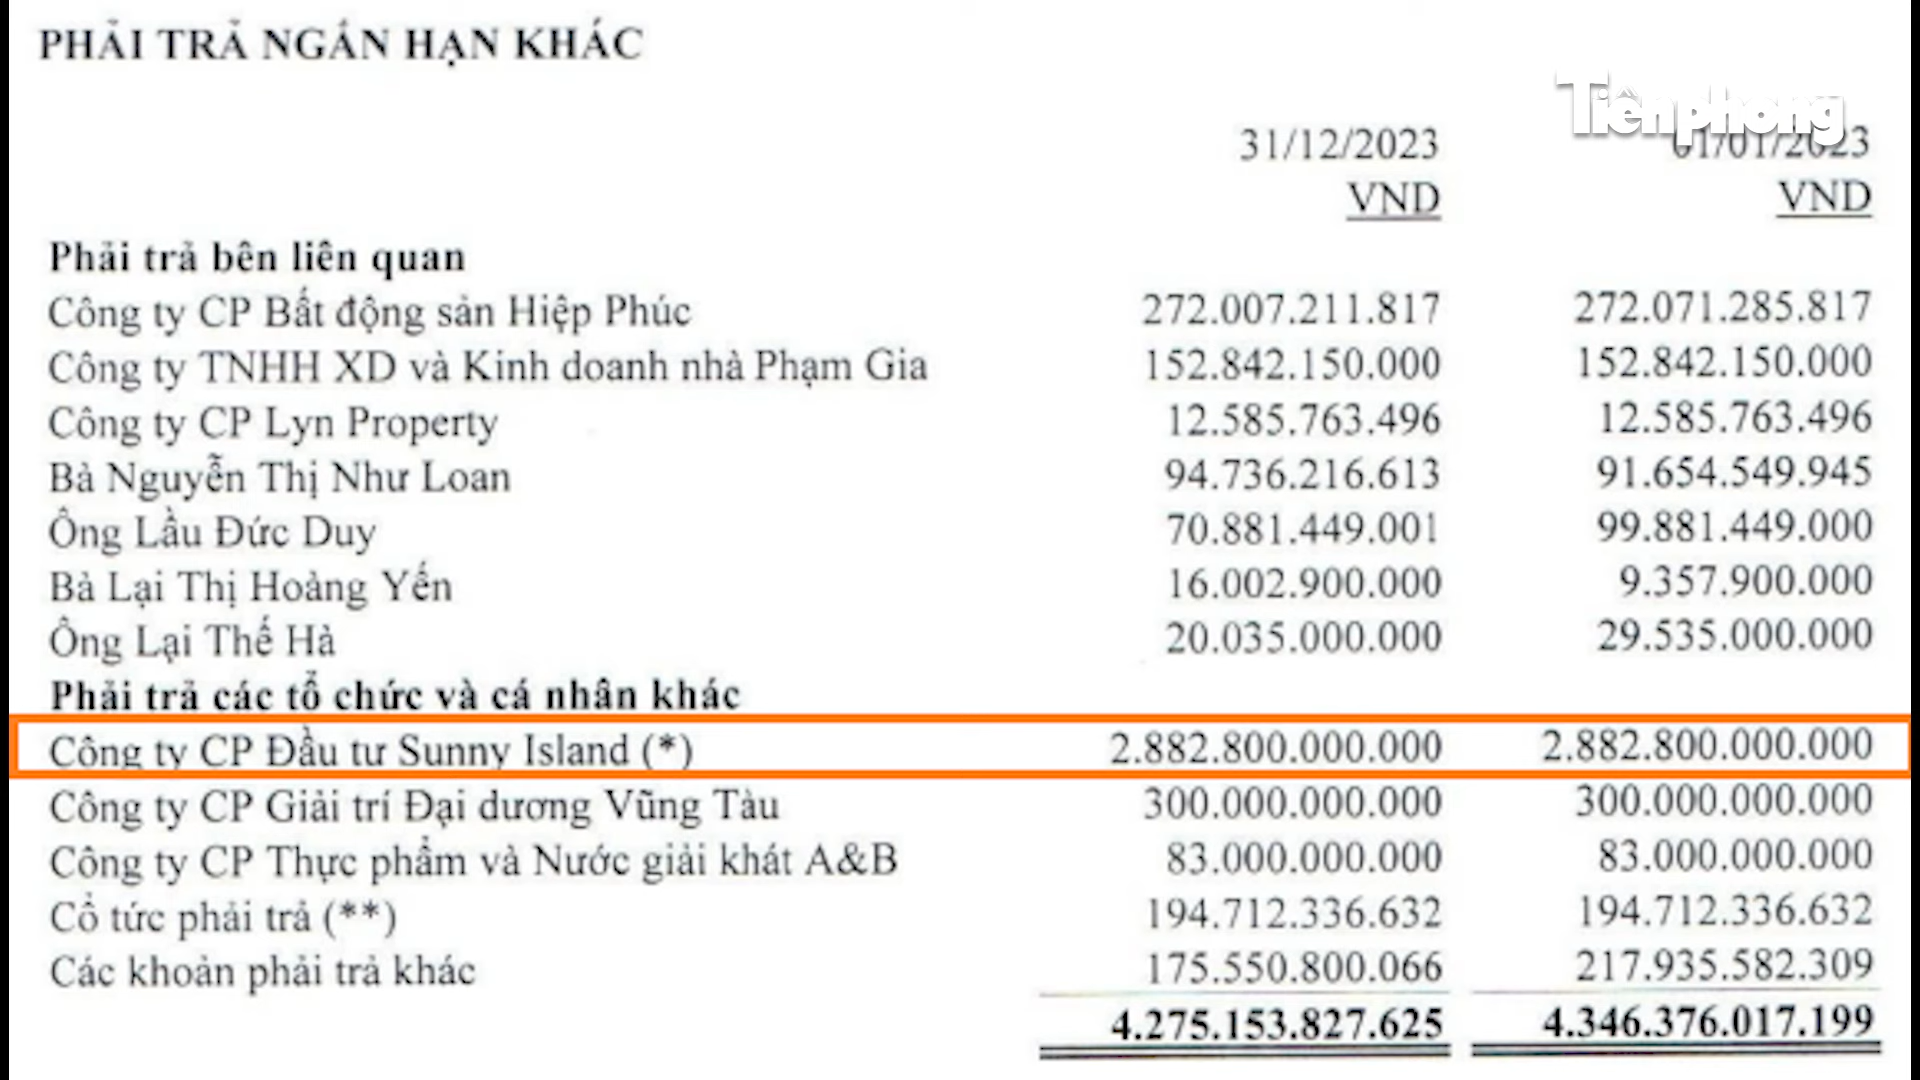 PHẢI TRẢ NGẮN HẠN KHÁC
Tiền phong
31/12/2023 01/01/2023
VND VND
Phải trả bên liên quan
Công ty CP Bất động sản Hiệp Phúc 272.007.211.817 272.071.285.817
Công ty TNHH XD và Kinh doanh nhà Phạm Gia 152.842.150.000 152.842.150.000
Công ty CP Lyn Property 12.585.763.496 12.585.763.496
Bà Nguyễn Thị Như Loan 94.736.216.613 91.654.549.945
Ông Lầu Đức Duy 70.881.449.001 99.881.449.000
Bà Lại Thị Hoàng Yến 16.002.900.000 9.357.900.000
Ông Lại Thế Hà 20.035.000.000 29.535.000.000
Phải trả các tổ chức và cá nhân khác
Công ty CP Đầu tư Sunny Island (*) 2.882.800.000.000 2.882.800.000.000
Công ty CP Giải trí Đại dương Vũng Tàu 300.000.000.000 300.000.000.000
Công ty CP Thực phẩm và Nước giải khát A&B 83.000.000.000 83.000.000.000
Cổ tức phải trả (**) 194.712.336.632 194.712.336.632
Các khoản phải trả khác 175.550.800.066 217.935.582.309
4.275.153.827.625 4.346.376.017.199